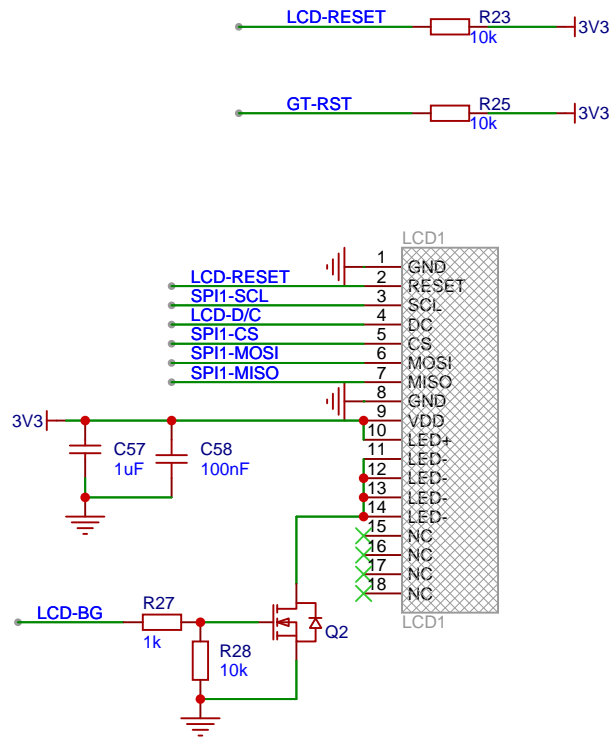 LCD-RESET
R23
10k
3V3
GT-RST
R25
10k
3V3
LCD1
1 GND
LCD-RESET 2 RESET
SPI1-SCL 3 SCL
LCD-D/C 4 DC
SPI1-CS 5 CS
SPI1-MOSI 6 MOSI
SPI1-MISO 7 MISO
8 GND
3V3 9 VDD
10 LED+
11 LED-
12 LED-
13 LED-
14 LED-
15 NC
16 NC
17 NC
18 NC
LCD1
C57
1uF
C58
100nF
LCD-BG
R27
1k
R28
10k
Q2